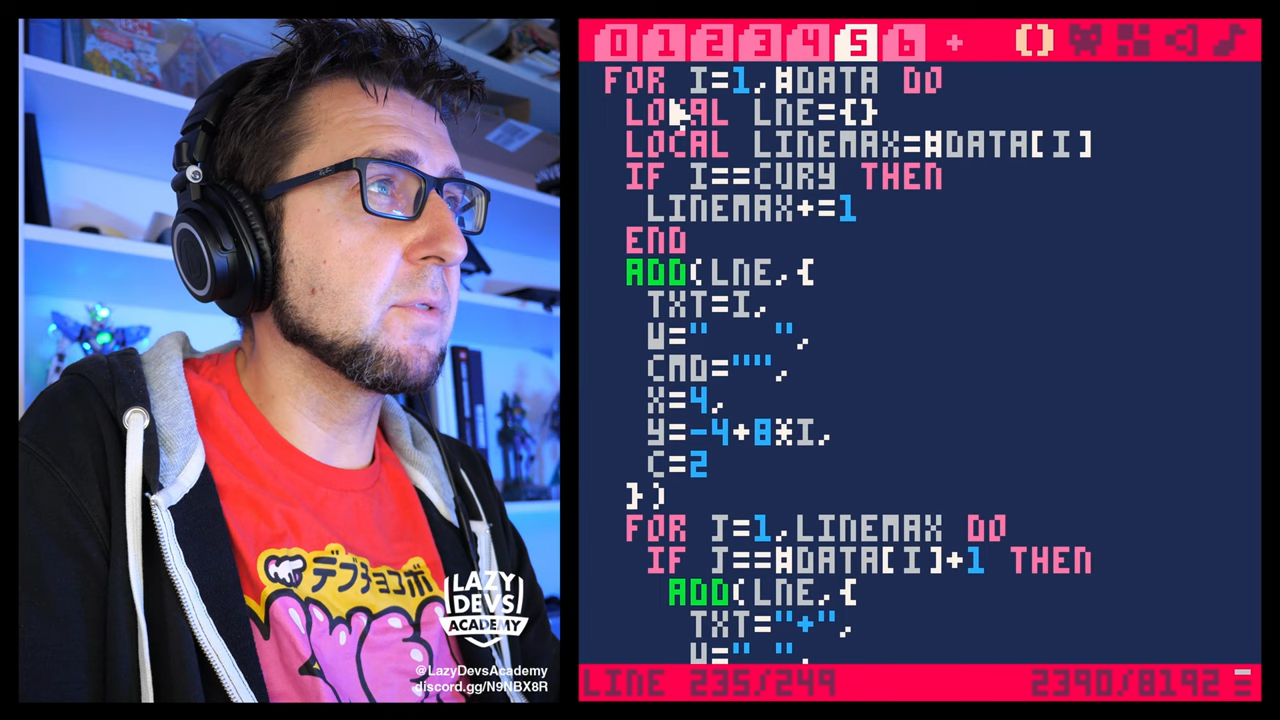 デブチョコボ
LAZY
DEVS
ACADEMY
@LazyDevsAcademy
discord.gg/N9NBX8R
0 1 2 3 4 5 6 +
FOR I=1,#DATA DO
LOCAL LNE={}
LOCAL LINEMAX=#DATA[I]
IF I==CURY THEN
LINEMAX+=1
END
ADD(LNE,{
TXT=I,
W="   ",
CMD="",
X=4,
Y=-4+8*I,
C=2
})
FOR J=1,LINEMAX DO
IF J==#DATA[I]+1 THEN
ADD(LNE,{
TXT="+",
W=" ",
LINE 235/249
2390/8192